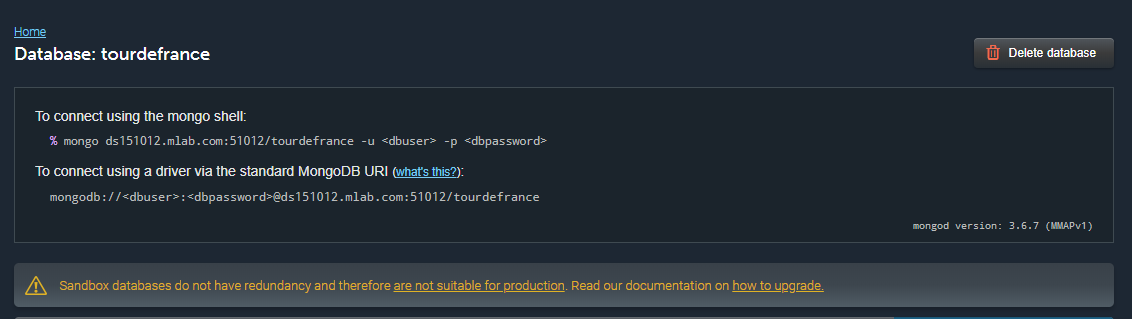 Home
Database: tourdefrance
Delete database
To connect using the mongo shell:
% mongo ds151012.mlab.com:51012/tourdefrance -u <dbuser> -p <dbpassword>
To connect using a driver via the standard MongoDB URI (what's this?):
mongodb://<dbuser>:<dbpassword>@ds151012.mlab.com:51012/tourdefrance
mongod version: 3.6.7 (MMAPv1)
Sandbox databases do not have redundancy and therefore are not suitable for production. Read our documentation on how to upgrade.